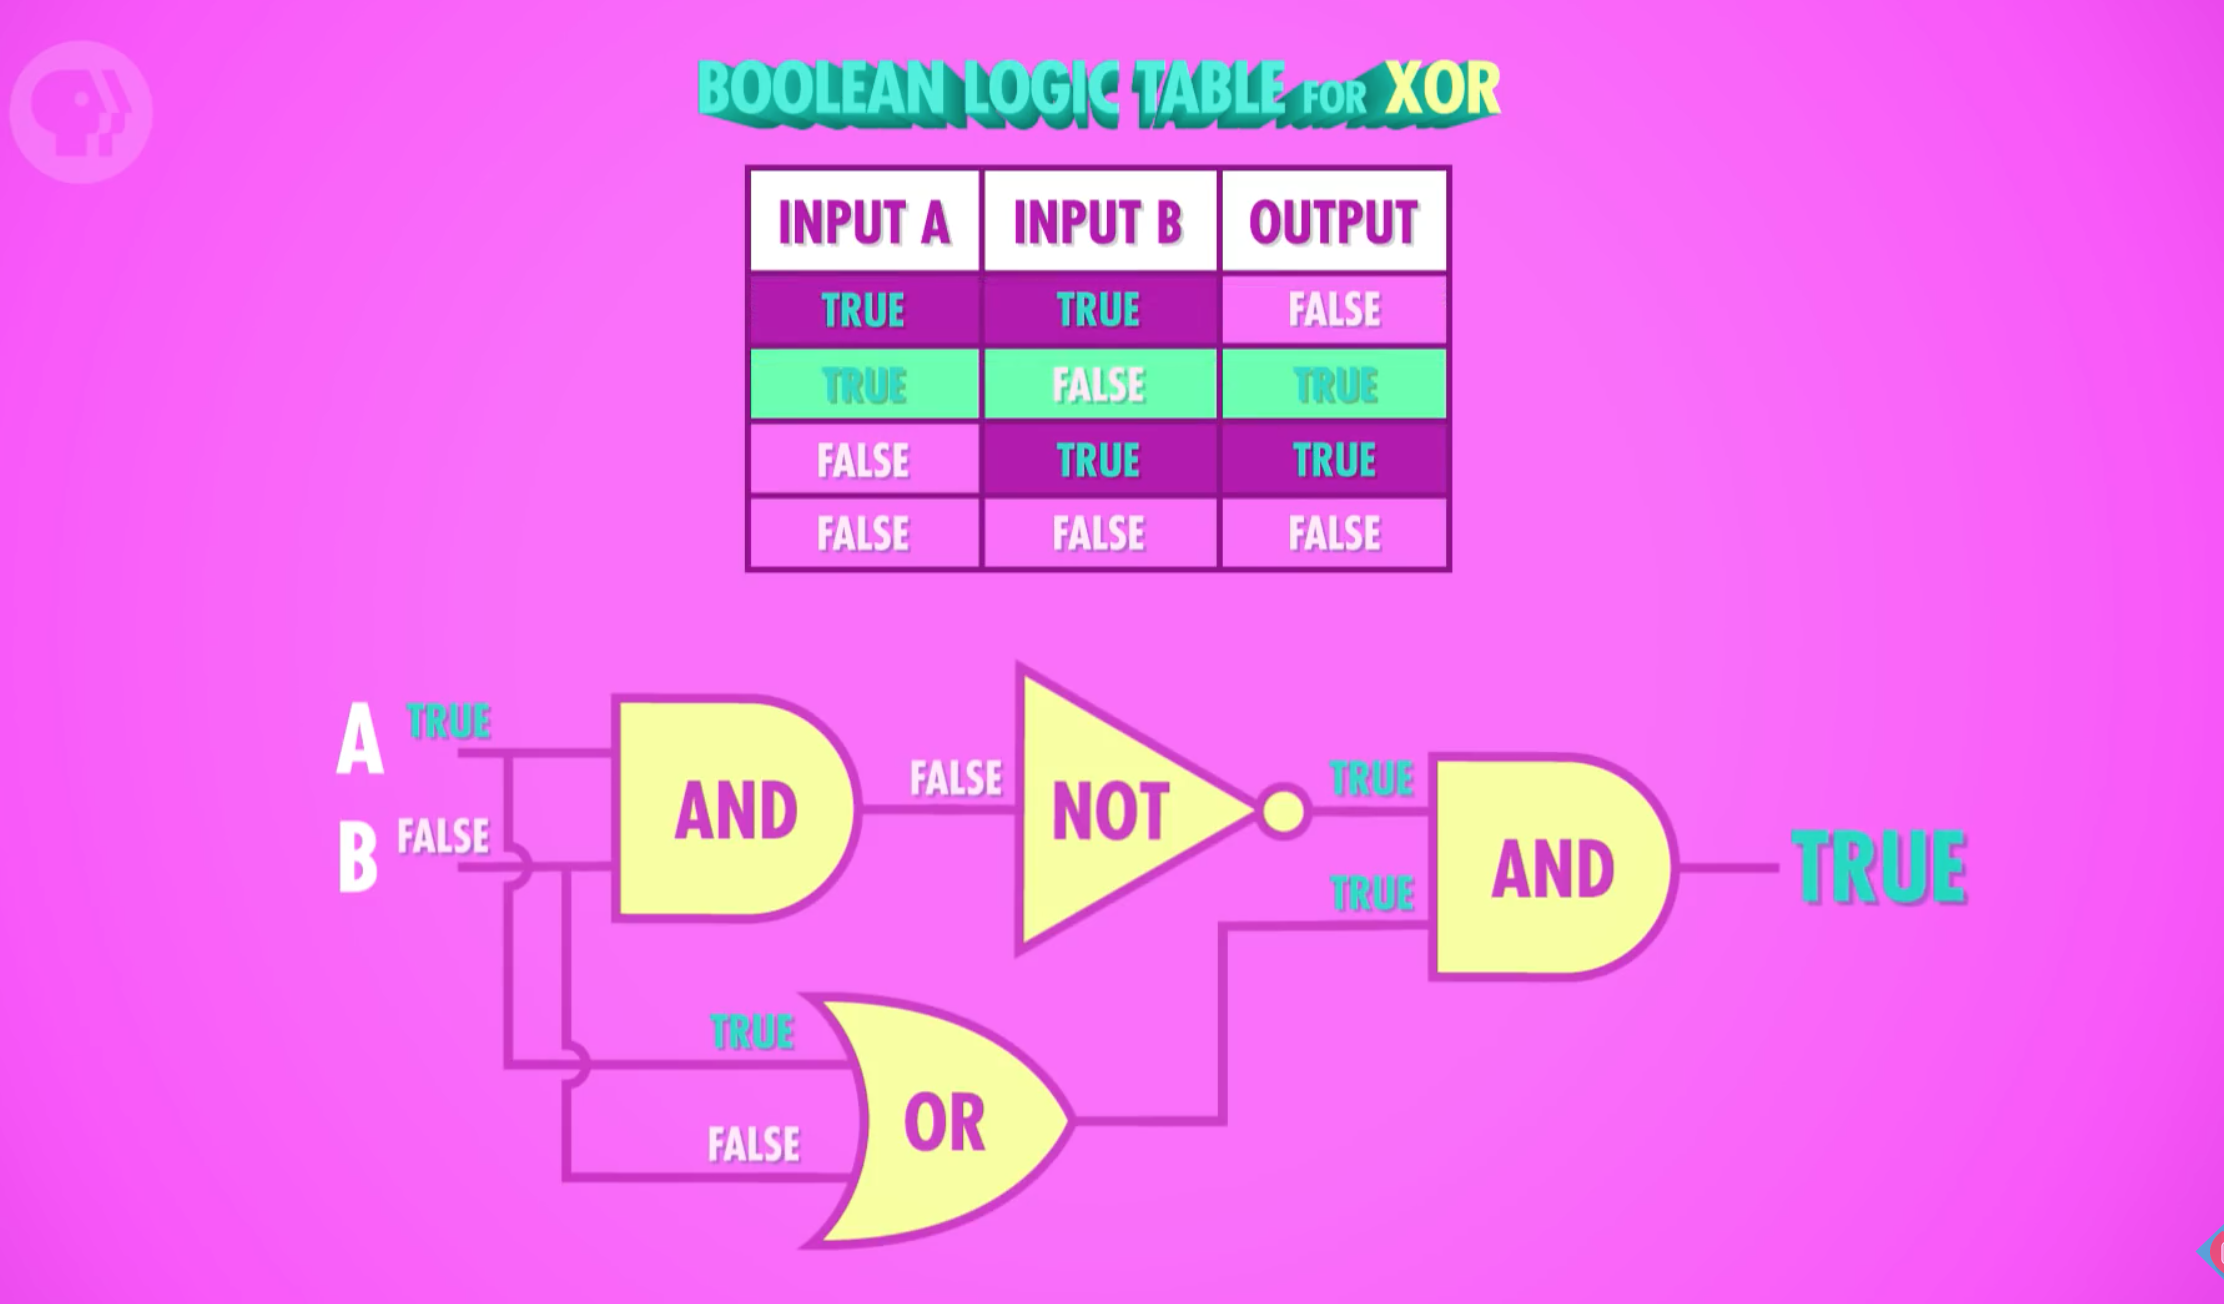 BOOLEAN LOGIC TABLE FOR XOR
INPUT A INPUT B OUTPUT
TRUE TRUE FALSE
TRUE FALSE TRUE
FALSE TRUE TRUE
FALSE FALSE FALSE
A TRUE
B FALSE
AND
FALSE
NOT
TRUE
TRUE
AND
TRUE
TRUE
FALSE
OR